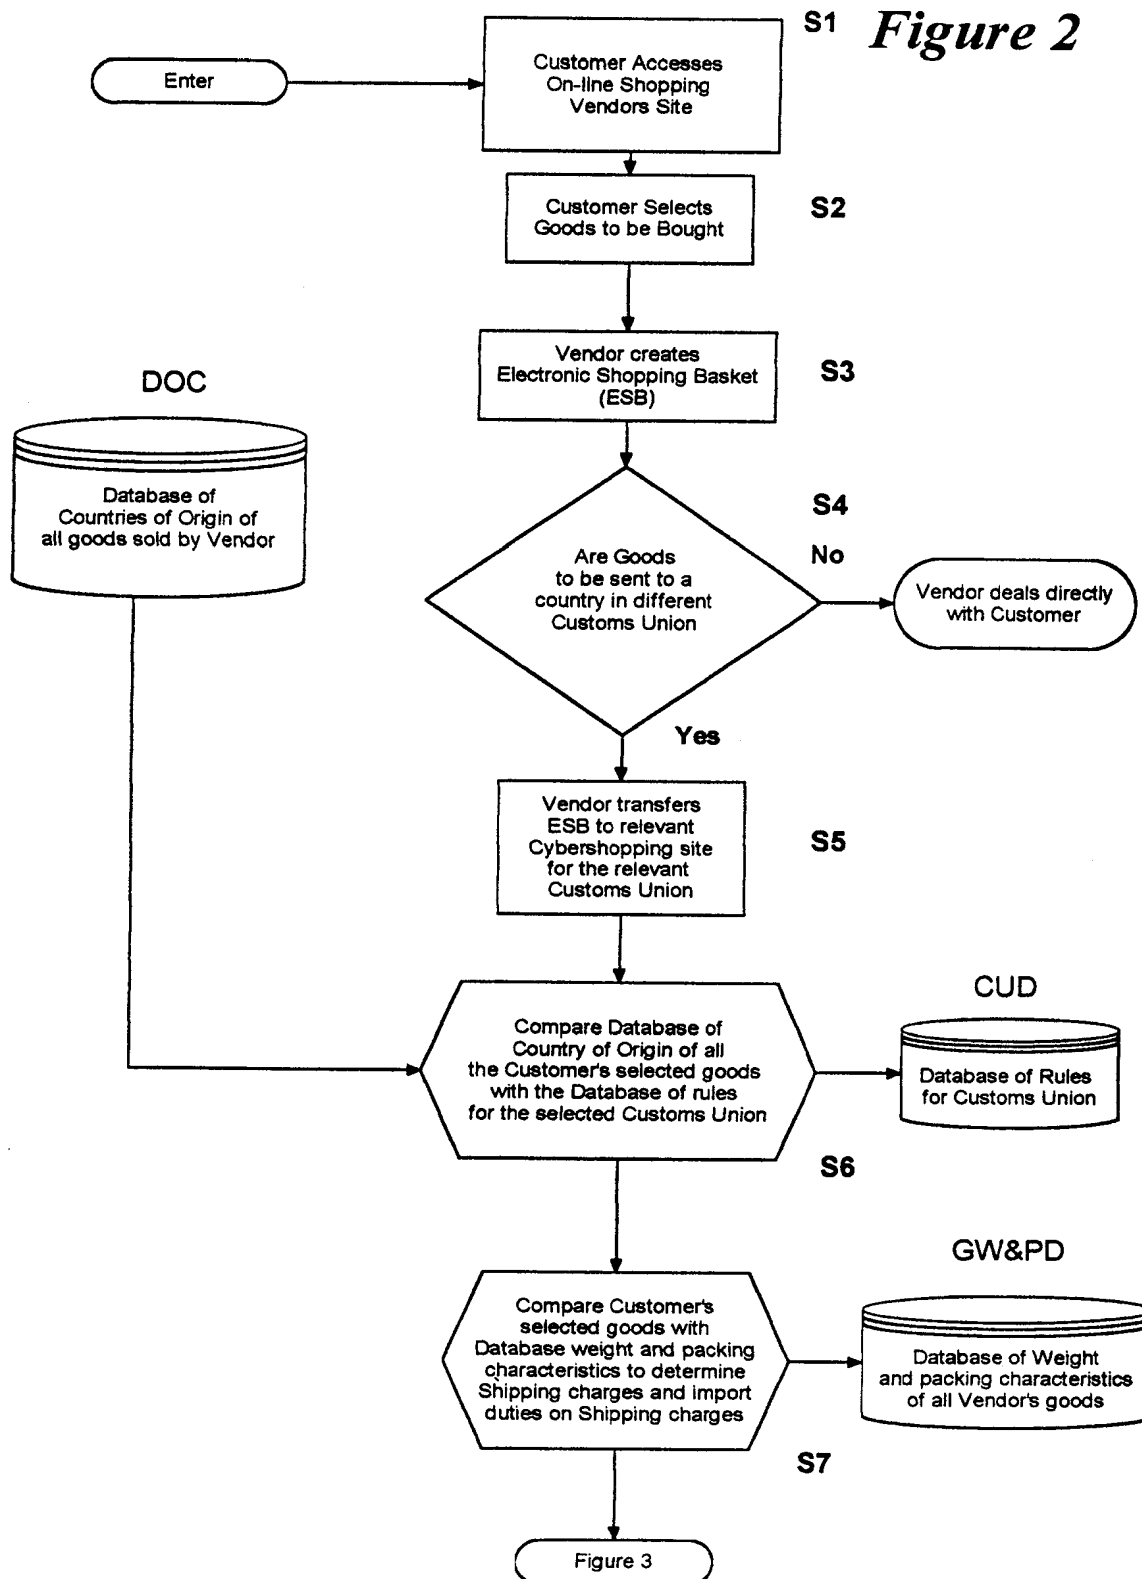 S1
Figure 2
Enter
Customer Accesses
On-line Shopping
Vendors Site
Customer Selects
Goods to be Bought
S2
Vendor creates
Electronic Shopping Basket
(ESB)
S3
DOC
Database of
Countries of Origin of
all goods sold by Vendor
S4
Are Goods
to be sent to a
country in different
Customs Union
No
Vendor deals directly
with Customer
Yes
Vendor transfers
ESB to relevant
Cybershopping site
for the relevant
Customs Union
S5
Compare Database of
Country of Origin of all
the Customer's selected goods
with the Database of rules
for the selected Customs Union
CUD
Database of Rules
for Customs Union
S6
Compare Customer's
selected goods with
Database weight and packing
characteristics to determine
Shipping charges and import
duties on Shipping charges
GW&PD
Database of Weight
and packing characteristics
of all Vendor's goods
S7
Figure 3